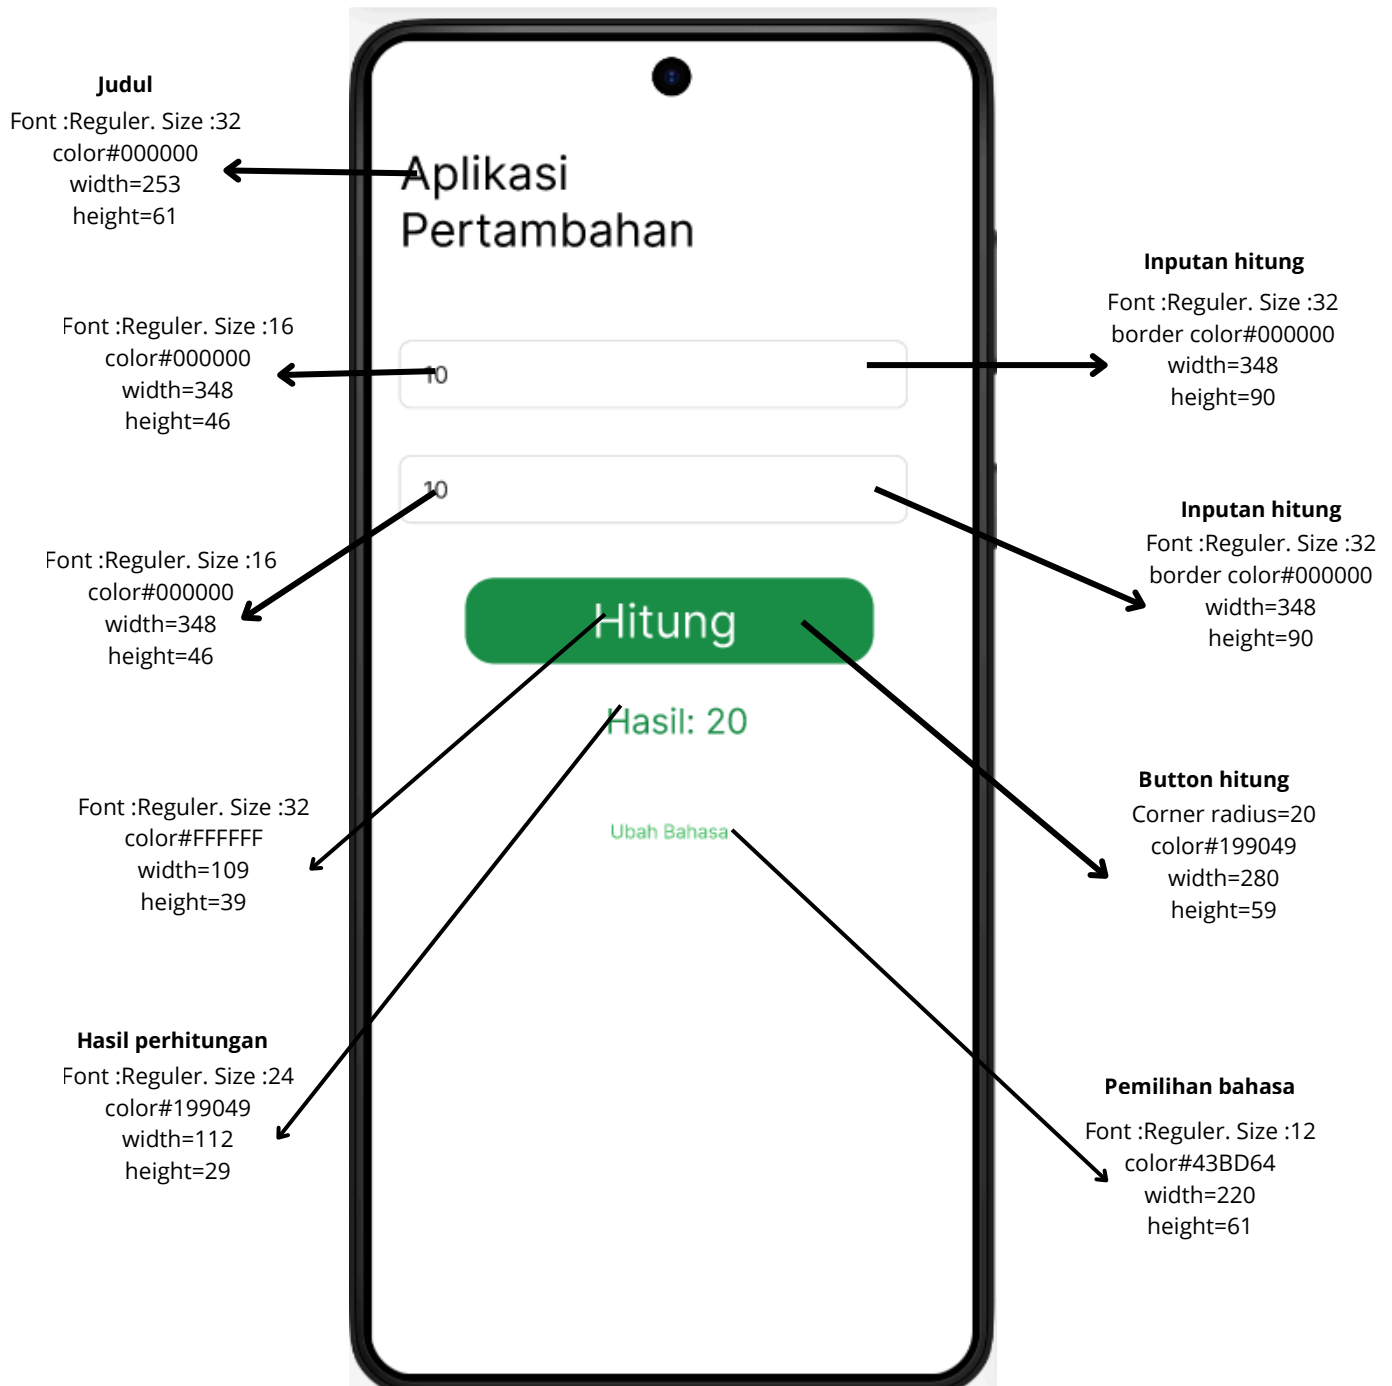 Judul
Font :Reguler. Size :32
color#000000
width=253
height=61
Font :Reguler. Size :16
color#000000
width=348
height=46
Font :Reguler. Size :16
color#000000
width=348
height=46
Font :Reguler. Size :32
color#FFFFFF
width=109
height=39
Hasil perhitungan
Font :Reguler. Size :24
color#199049
width=112
height=29
Aplikasi
Pertambahan
10
10
Hitung
Hasil: 20
Ubah Bahasa
Inputan hitung
Font :Reguler. Size :32
border color#000000
width=348
height=90
Inputan hitung
Font :Reguler. Size :32
border color#000000
width=348
height=90
Button hitung
Corner radius=20
color#199049
width=280
height=59
Pemilihan bahasa
Font :Reguler. Size :12
color#43BD64
width=220
height=61